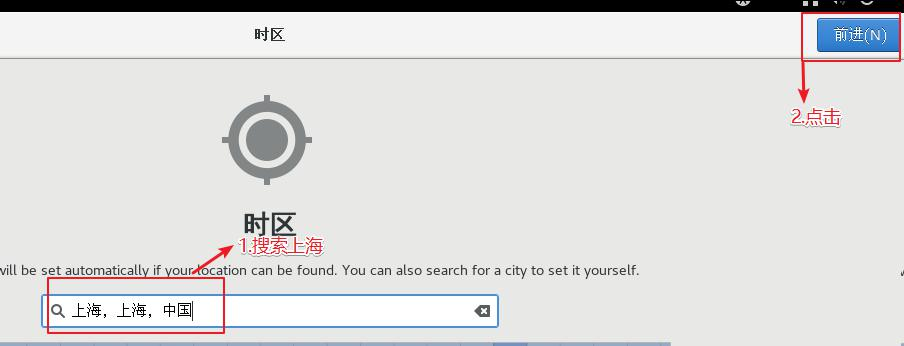 时区
前进(N)
2.点击
时区
1.搜索上海
will be set automatically if your location can be found. You can also search for a city to set it yourself.
上海，上海，中国